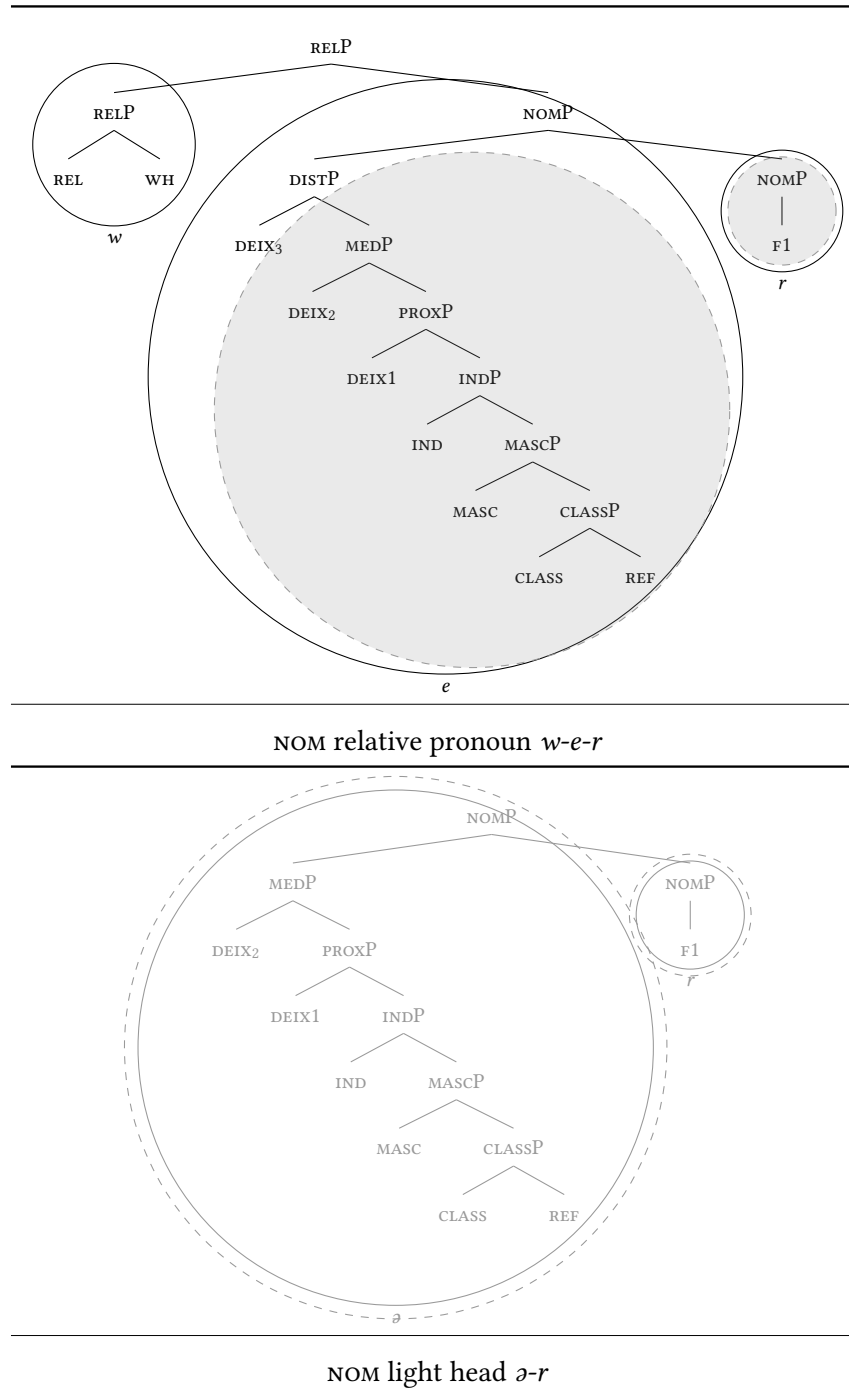 RELP
RELP NOMP
REL WH DISTP NOMP
w DEIX3 MEDP F1
r
DEIX2 PROXP
DEIX1 INDP
IND MASCP
MASC CLASSP
CLASS REF
e
NOM relative pronoun w-e-r
NOMP
MEDP NOMP
DEIX2 PROXP F1
r
DEIX1 INDP
IND MASCP
MASC CLASSP
CLASS REF
ə
NOM light head ə-r